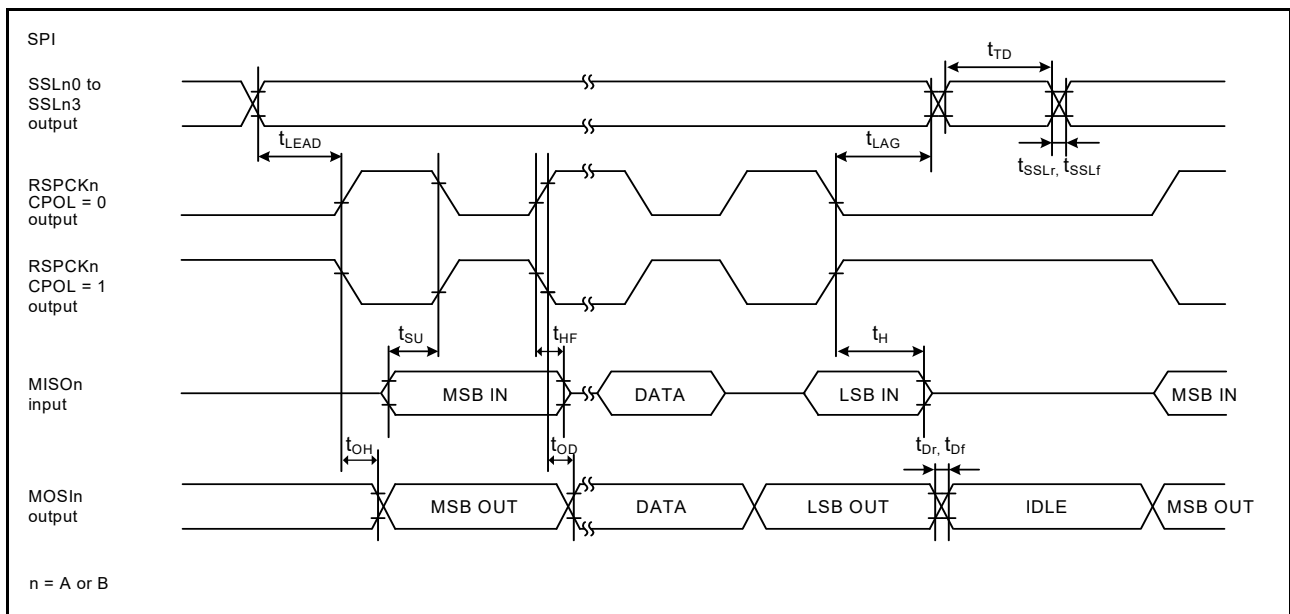 SPI
SSLn0 to
SSLn3
output
tTD
tLEAD
tLAG
tSSLr, tSSLf
RSPCKn
CPOL = 0
output
RSPCKn
CPOL = 1
output
tSU
tHF
tH
MISOn
input
MSB IN
DATA
LSB IN
MSB IN
tOH
tOD
tDr, tDf
MOSIn
output
MSB OUT
DATA
LSB OUT
IDLE
MSB OUT
n = A or B